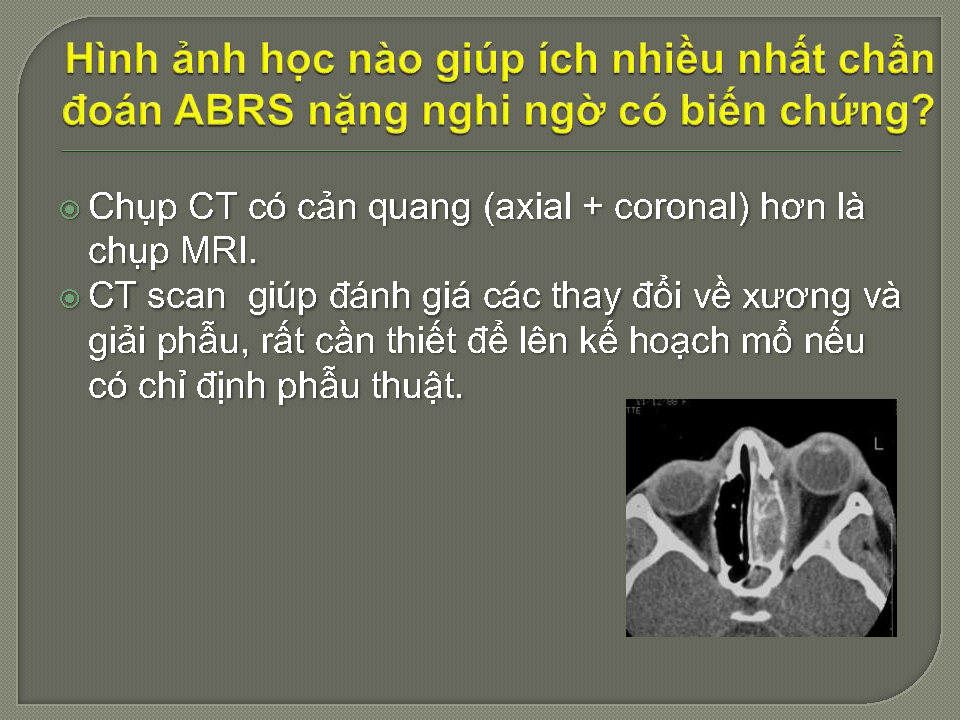 Hình ảnh học nào giúp ích nhiều nhất chẩn
đoán ABRS nặng nghi ngờ có biến chứng?
Chụp CT có cản quang (axial + coronal) hơn là
chụp MRI.
CT scan giúp đánh giá các thay đổi về xương và
giải phẫu, rất cần thiết để lên kế hoạch mổ nếu
có chỉ định phẫu thuật.
L